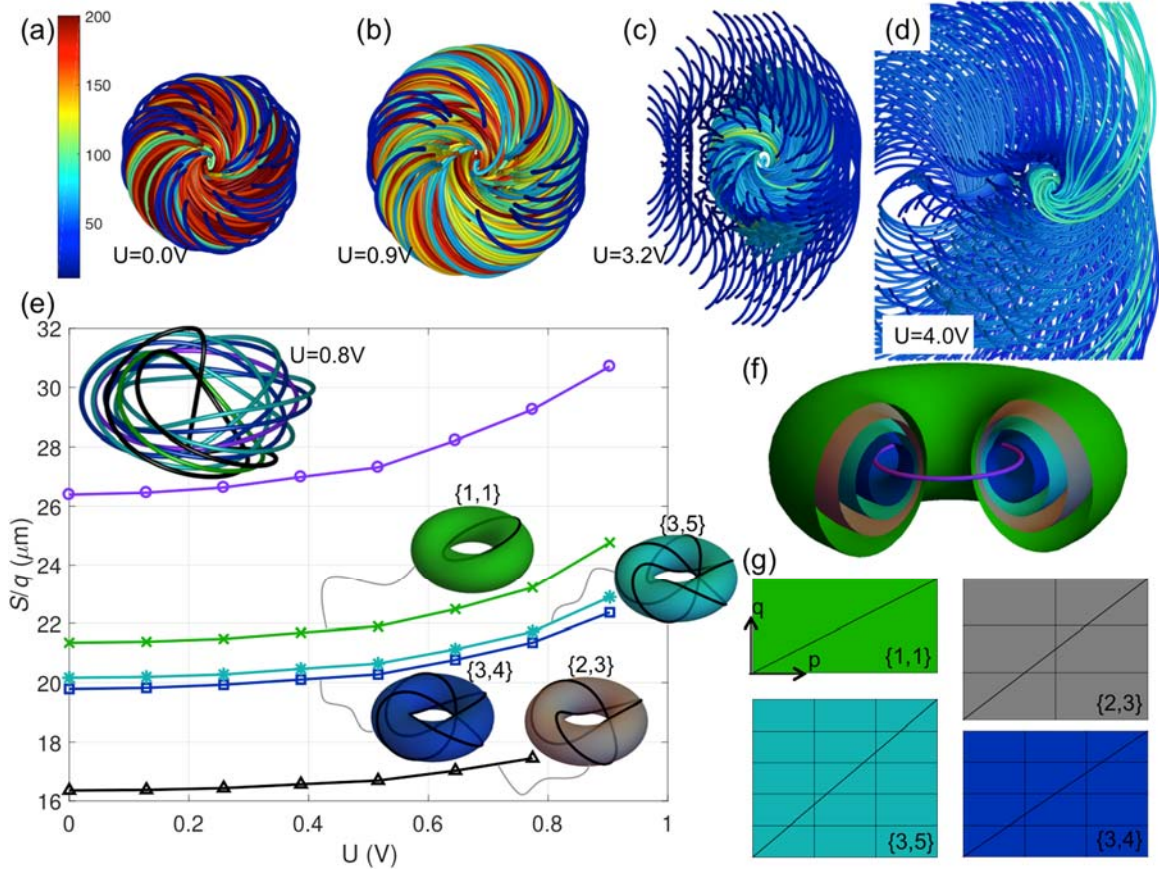 (a)
200
150
100
50
U=0.0V
(b)
U=0.9V
(c)
U=3.2V
(d)
U=4.0V
(e)
32
30
28
26
24
22
20
18
16
S/q (μm)
0
0.2
0.4
0.6
0.8
1
U (V)
U=0.8V
{1,1}
{3,5}
{3,4}
{2,3}
(f)
(g)
q
p
{1,1}
{2,3}
{3,5}
{3,4}